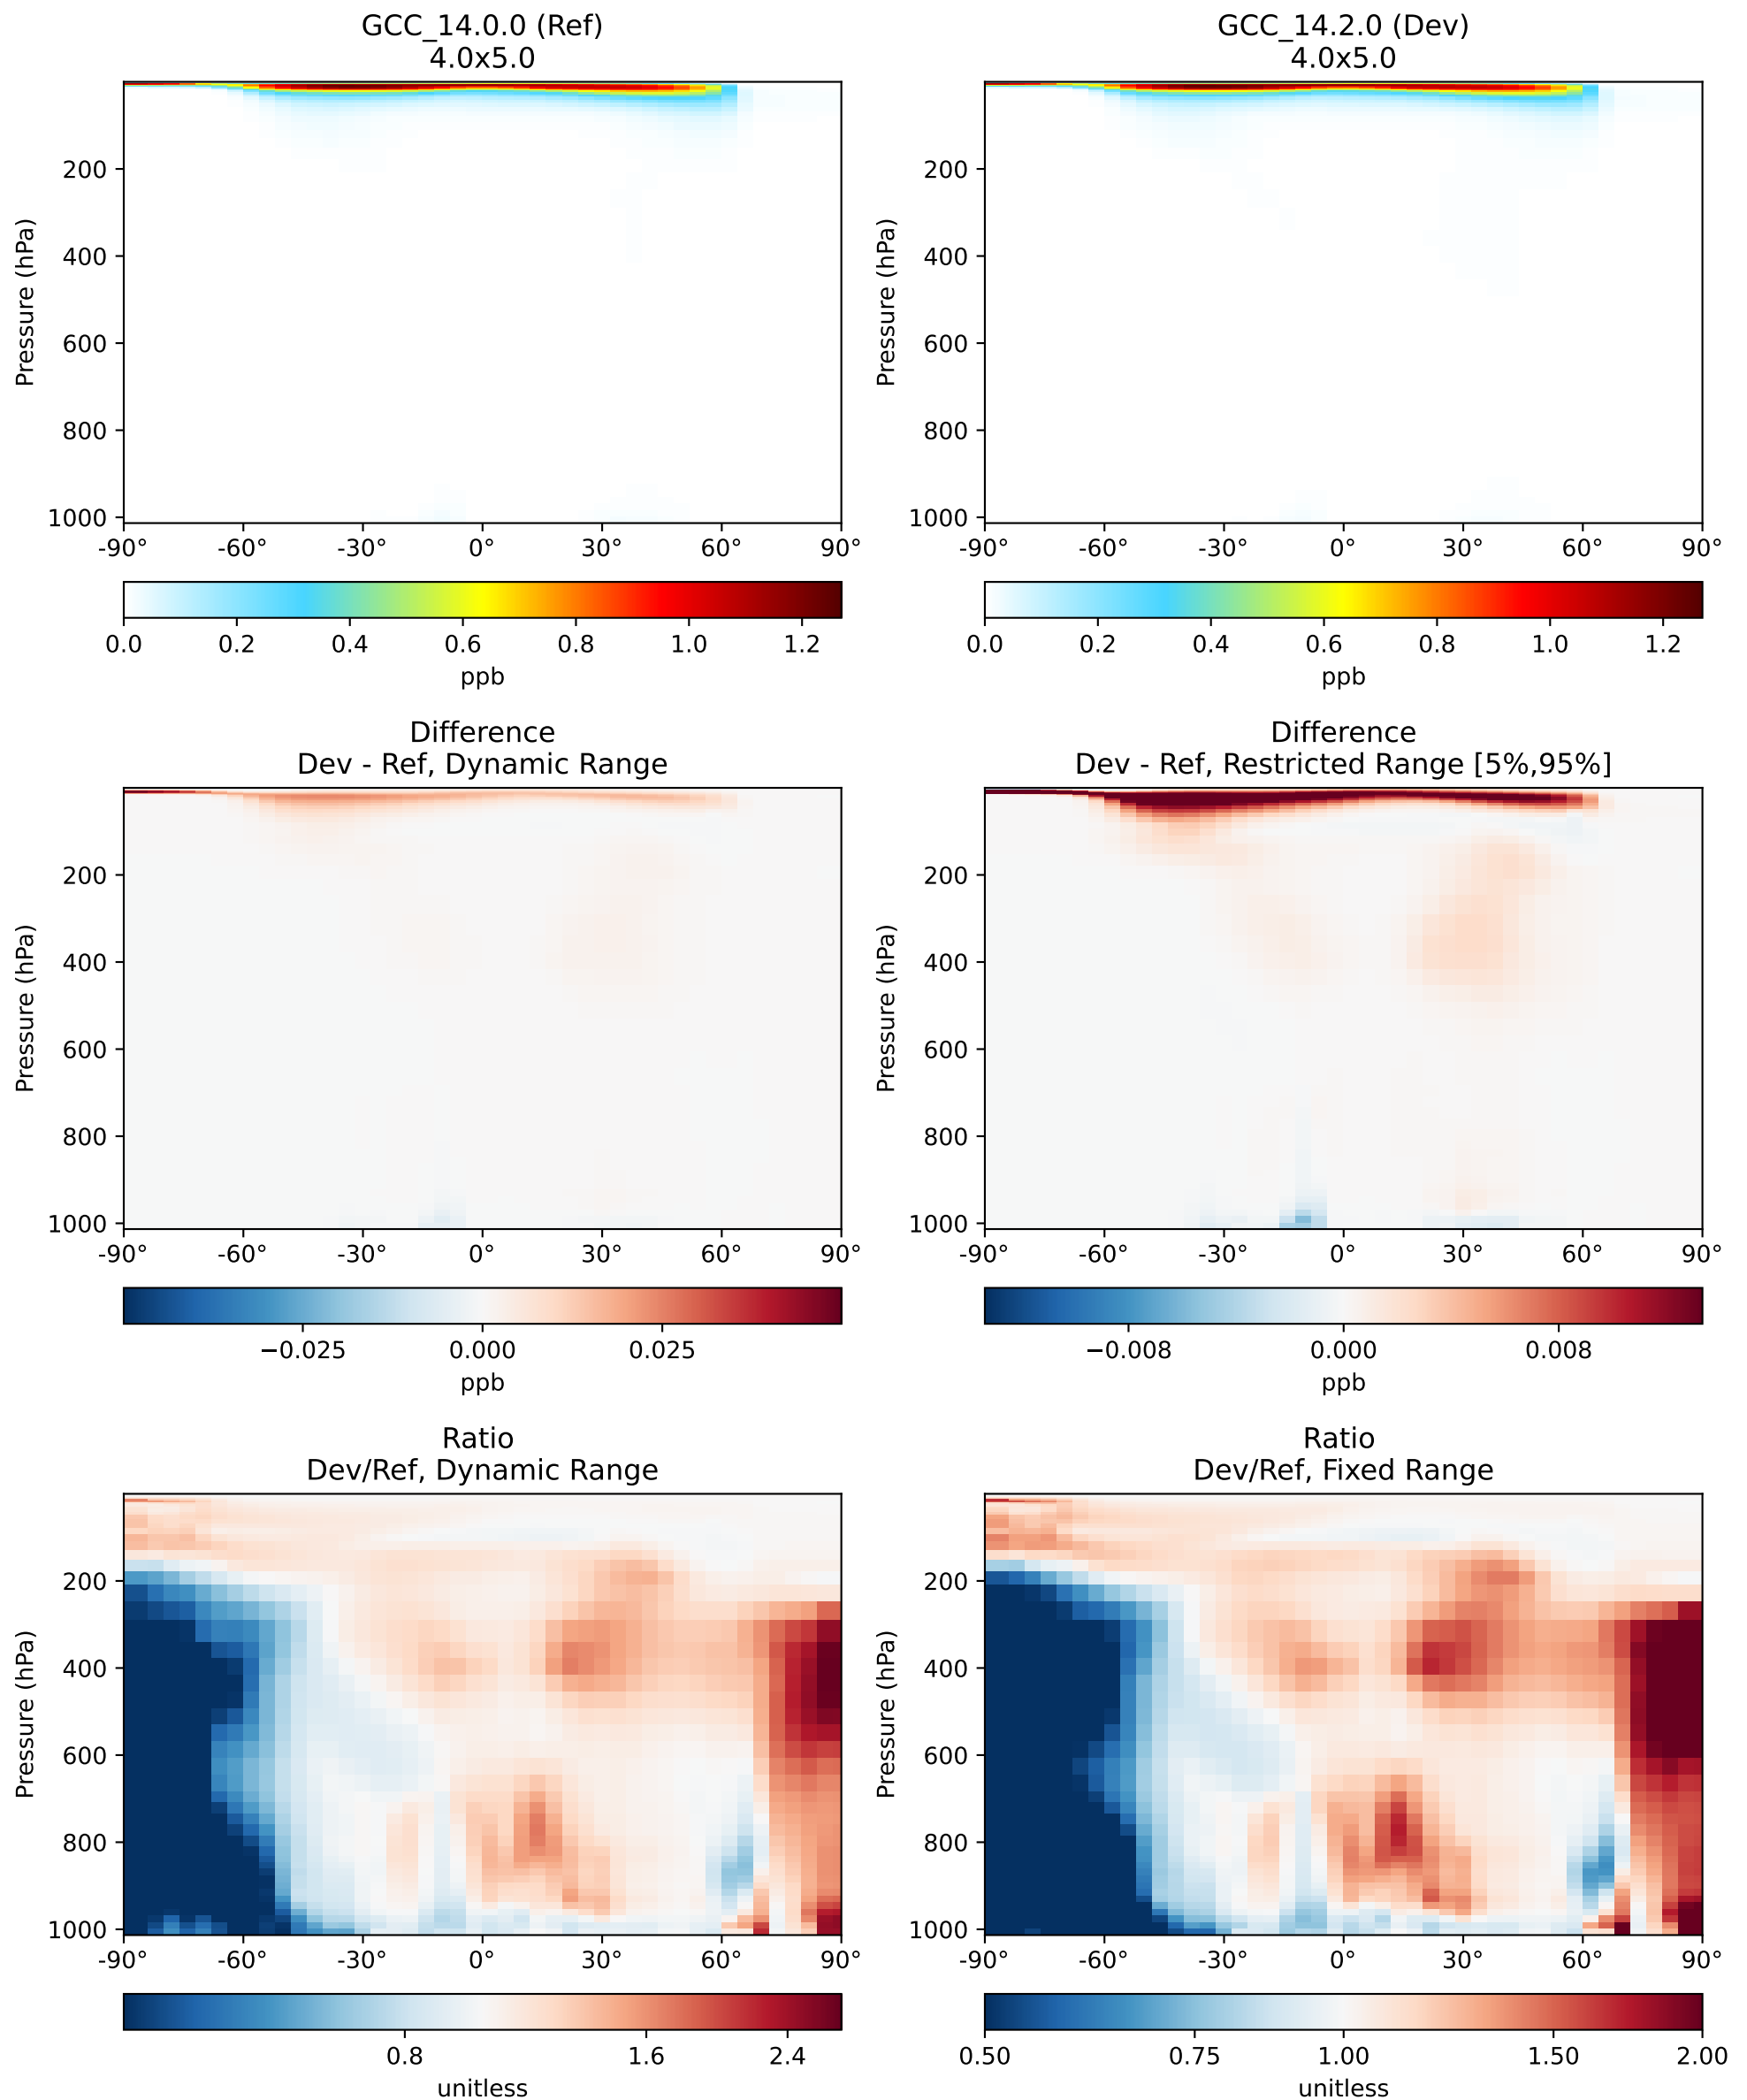 GCC_14.0.0 (Ref)
4.0x5.0
GCC_14.2.0 (Dev)
4.0x5.0
Pressure (hPa)
200
400
600
800
1000
-90° -60° -30° 0° 30° 60° 90°
0.0 0.2 0.4 0.6 0.8 1.0 1.2
ppb
Pressure (hPa)
200
400
600
800
1000
-90° -60° -30° 0° 30° 60° 90°
0.0 0.2 0.4 0.6 0.8 1.0 1.2
ppb
Difference
Dev - Ref, Dynamic Range
Pressure (hPa)
200
400
600
800
1000
-90° -60° -30° 0° 30° 60° 90°
−0.025 0.000 0.025
ppb
Difference
Dev - Ref, Restricted Range [5%,95%]
Pressure (hPa)
200
400
600
800
1000
-90° -60° -30° 0° 30° 60° 90°
−0.008 0.000 0.008
ppb
Ratio
Dev/Ref, Dynamic Range
Pressure (hPa)
200
400
600
800
1000
-90° -60° -30° 0° 30° 60° 90°
0.8 1.6 2.4
unitless
Ratio
Dev/Ref, Fixed Range
Pressure (hPa)
200
400
600
800
1000
-90° -60° -30° 0° 30° 60° 90°
0.50 0.75 1.00 1.50 2.00
unitless